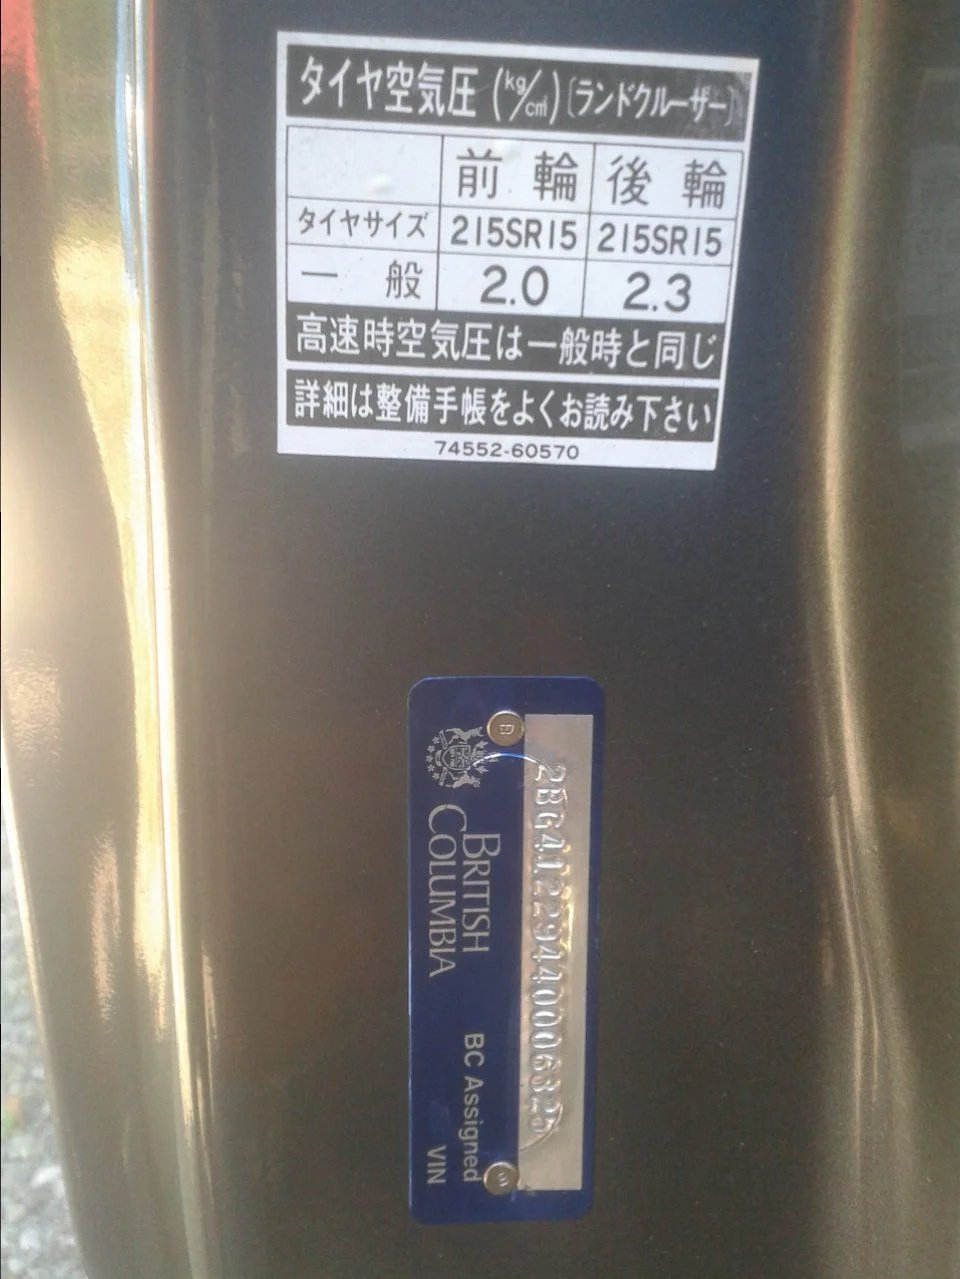 タイヤ空気圧(kg/cm²)〔ランドクルーザー〕
前輪 後輪
タイヤサイズ 215SR15 215SR15
一般 2.0 2.3
高速時空気圧は一般時と同じ
詳細は整備手帳をよくお読み下さい
74552-60570
BRITISH
COLUMBIA
BC Assigned
VIN